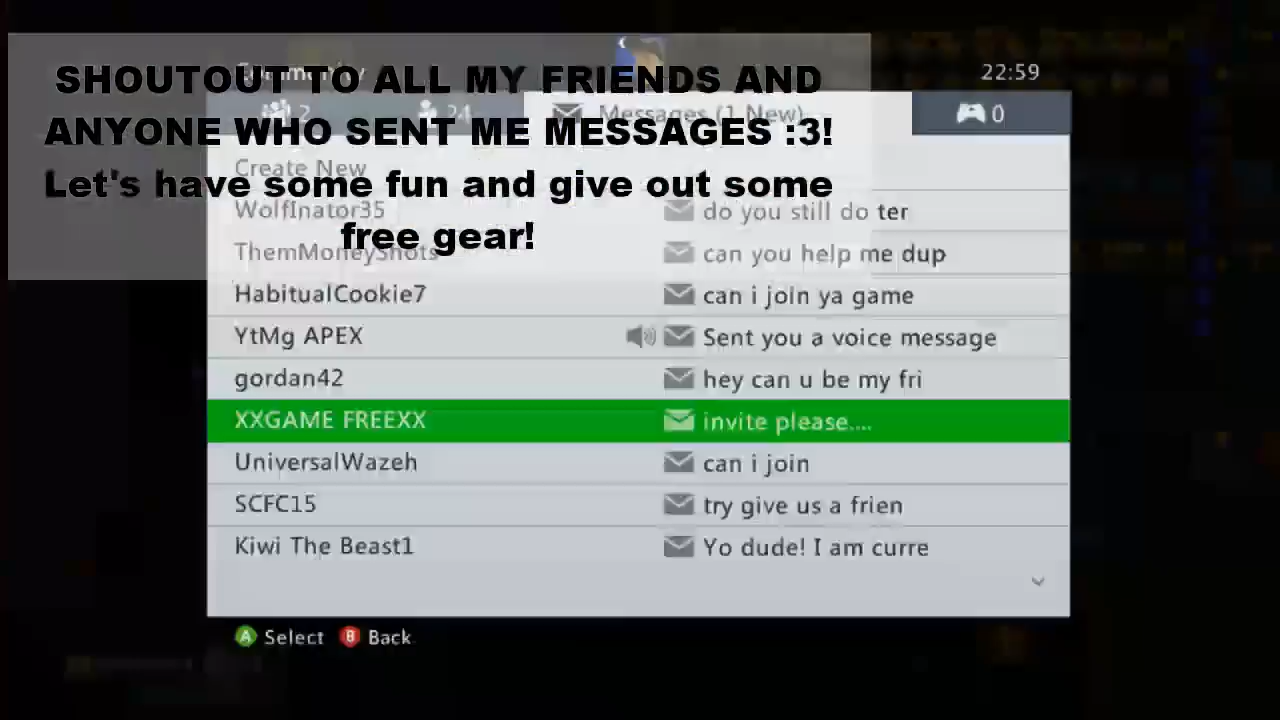 SHOUTOUT TO ALL MY FRIENDS AND
ANYONE WHO SENT ME MESSAGES :3!
Let's have some fun and give out some
free gear!
22:59
2
24
Messages (1 New)
0
Create New
WolfInator35 do you still do ter
ThemMoneyShots can you help me dup
HabitualCookie7 can i join ya game
YtMg APEX Sent you a voice message
gordan42 hey can u be my fri
XXGAME FREEXX invite please....
UniversalWazeh can i join
SCFC15 try give us a frien
Kiwi The Beast1 Yo dude! I am curre
A Select B Back